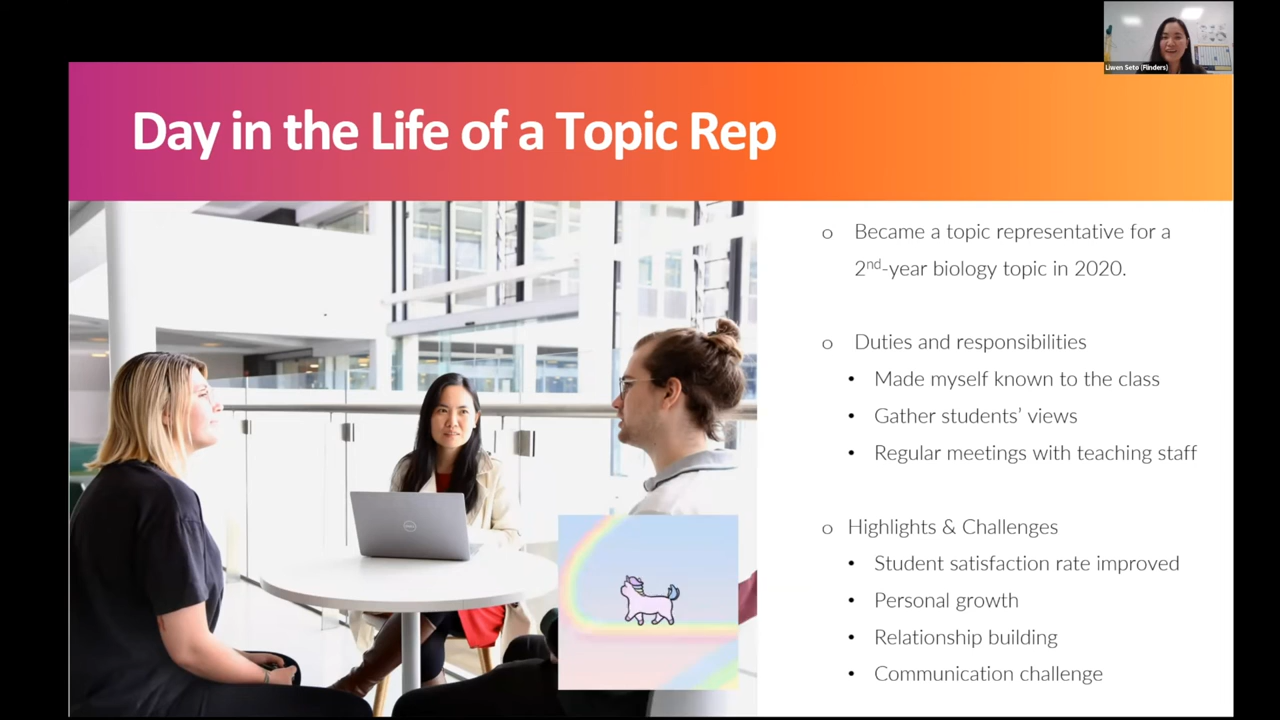 Liwen Seto (Flinders)
Day in the Life of a Topic Rep
o Became a topic representative for a
2nd-year biology topic in 2020.
o Duties and responsibilities
• Made myself known to the class
• Gather students’ views
• Regular meetings with teaching staff
o Highlights & Challenges
• Student satisfaction rate improved
• Personal growth
• Relationship building
• Communication challenge
DELL